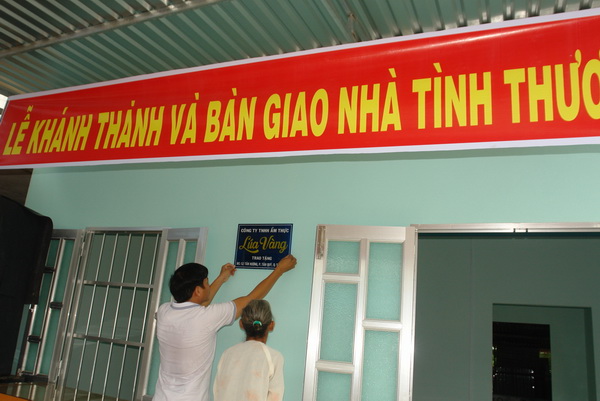 LỄ KHÁNH THÀNH VÀ BÀN GIAO NHÀ TÌNH THƯƠ
CÔNG TY TNHH ẨM THỰC
Lúa Vàng
TRAO TẶNG